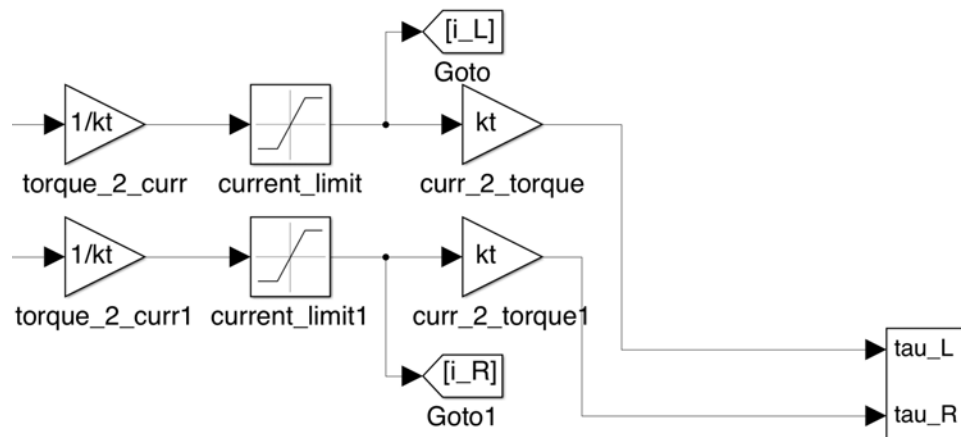 [i_L]
Goto
1/kt
kt
torque_2_curr
current_limit
curr_2_torque
1/kt
kt
torque_2_curr1
current_limit1
curr_2_torque1
tau_L
[i_R]
Goto1
tau_R